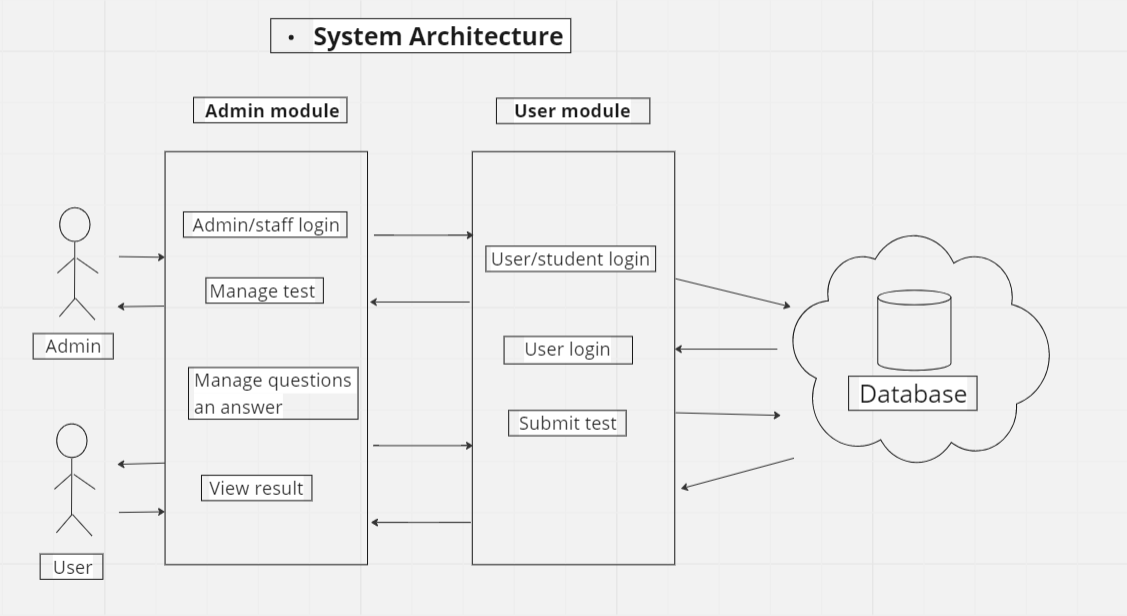 • System Architecture
Admin module
User module
Admin/staff login
User/student login
Manage test
User login
Admin
Manage questions
an answer
Database
Submit test
View result
User